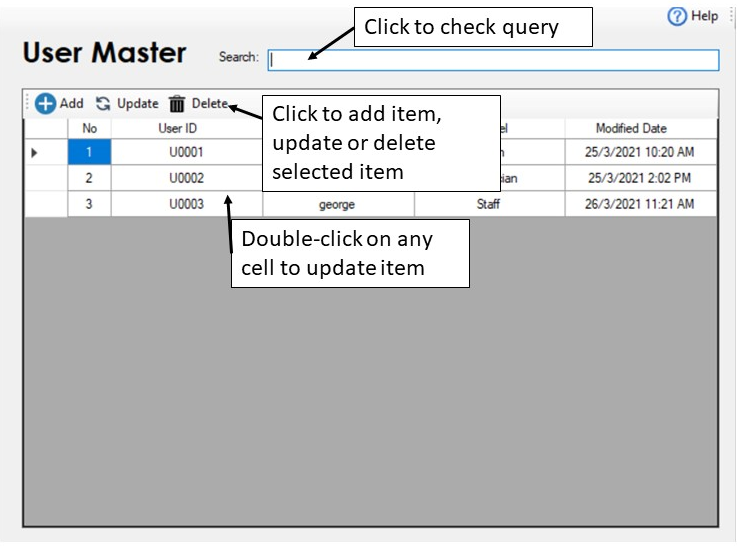 Help
Click to check query
User Master
Search:
Add Update Delete
Click to add item,
update or delete
selected item
No User ID Modified Date
1 U0001 25/3/2021 10:20 AM
2 U0002 25/3/2021 2:02 PM
3 U0003 george Staff 26/3/2021 11:21 AM
Double-click on any
cell to update item